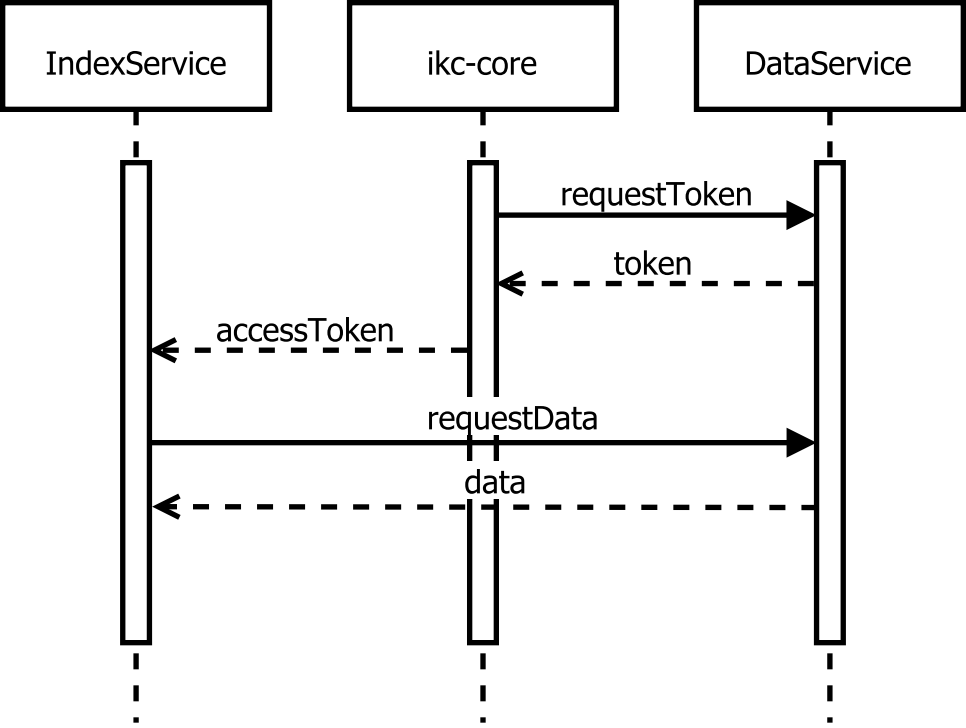 IndexService
ikc-core
DataService
requestToken
token
accessToken
requestData
data